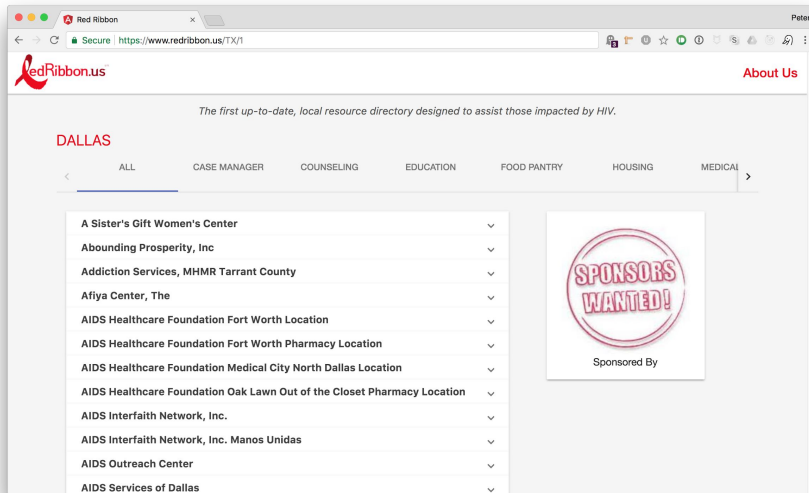 Red Ribbon
Peter
Secure https://www.redribbon.us/TX/1
3
RedRibbon.us
About Us
The first up-to-date, local resource directory designed to assist those impacted by HIV.
DALLAS
ALL CASE MANAGER COUNSELING EDUCATION FOOD PANTRY HOUSING MEDICAL
A Sister's Gift Women's Center
Abounding Prosperity, Inc
Addiction Services, MHMR Tarrant County
Afiya Center, The
AIDS Healthcare Foundation Fort Worth Location
AIDS Healthcare Foundation Fort Worth Pharmacy Location
AIDS Healthcare Foundation Medical City North Dallas Location
AIDS Healthcare Foundation Oak Lawn Out of the Closet Pharmacy Location
AIDS Interfaith Network, Inc.
AIDS Interfaith Network, Inc. Manos Unidas
AIDS Outreach Center
AIDS Services of Dallas
SPONSORS
WANTED!
Sponsored By